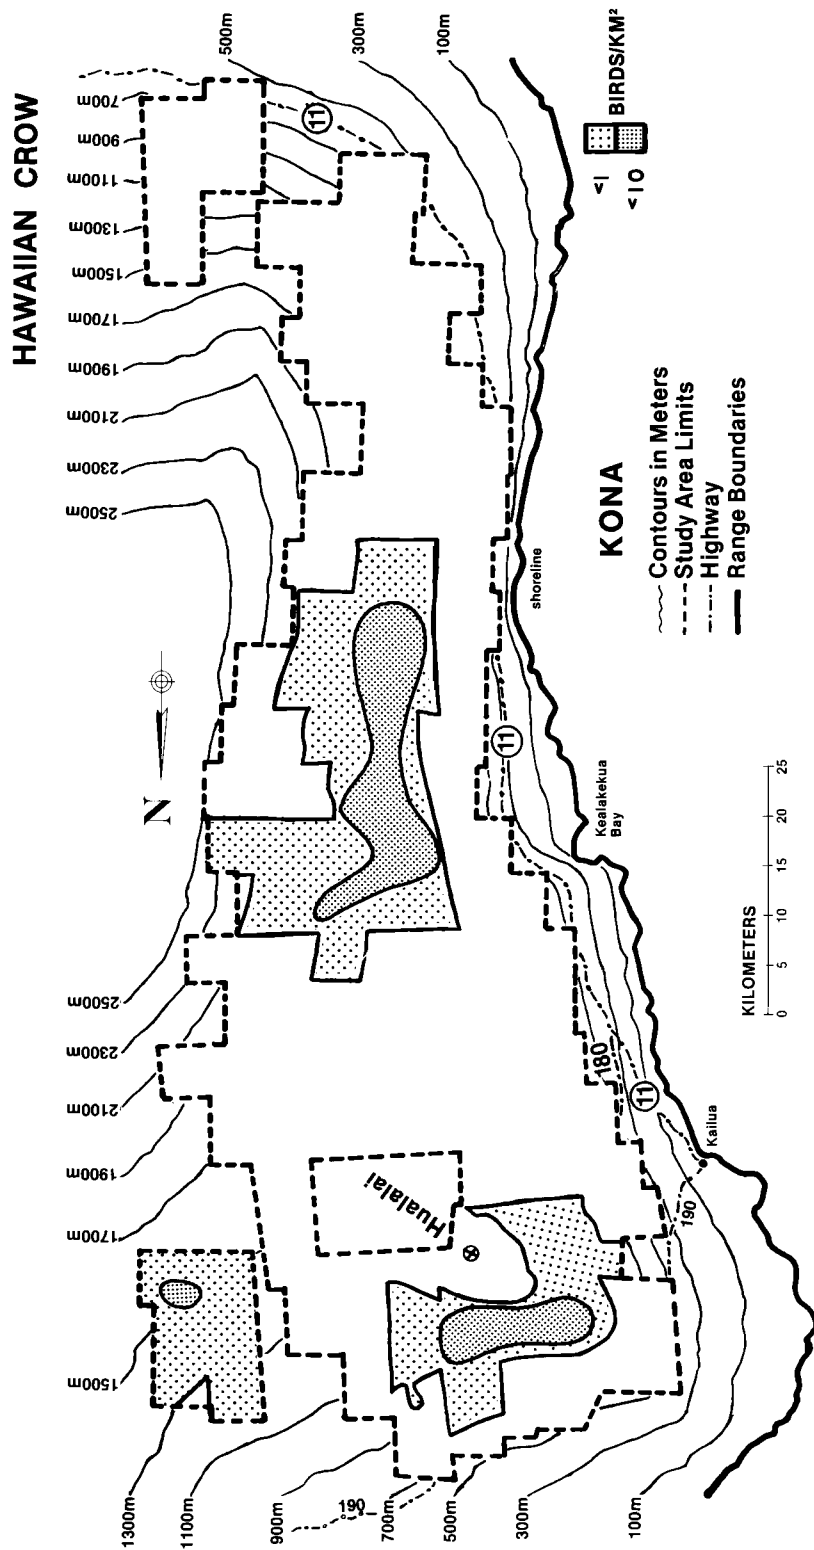 HAWAIIAN CROW
500m
300m
100m
700m
900m
1100m
1300m
1500m
1700m
1900m
2100m
2300m
2500m
11
<1
<10
BIRDS/KM²
KONA
Contours in Meters
Study Area Limits
Highway
Range Boundaries
shoreline
N
11
Kealakekua
Bay
KILOMETERS
0 5 10 15 20 25
2500m
2300m
2100m
1900m
1700m
1500m
180
11
Kailua
190
Hualalai
1300m
1100m
900m
190
700m
500m
300m
100m